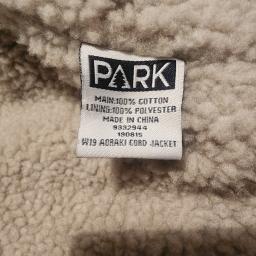 PARK
MAIN:100% COTTON
LINING:100% POLYESTER
MADE IN CHINA
9332944
190815
W19 AORAKI CORD JACKET